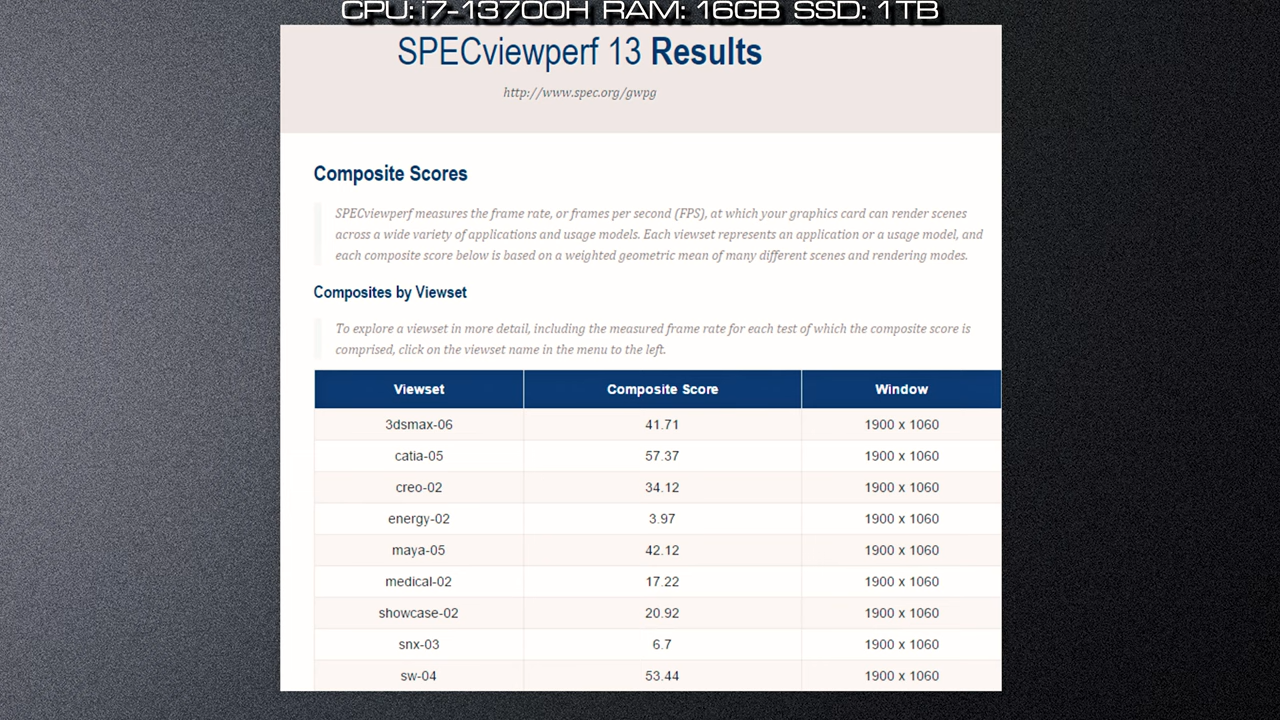 CPU: i7-13700H RAM: 16GB SSD: 1TB
SPECviewperf 13 Results
http://www.spec.org/gwpg
Composite Scores
SPECviewperf measures the frame rate, or frames per second (FPS), at which your graphics card can render scenes
across a wide variety of applications and usage models. Each viewset represents an application or a usage model, and
each composite score below is based on a weighted geometric mean of many different scenes and rendering modes.
Composites by Viewset
To explore a viewset in more detail, including the measured frame rate for each test of which the composite score is
comprised, click on the viewset name in the menu to the left.
Viewset Composite Score Window
3dsmax-06 41.71 1900 x 1060
catia-05 57.37 1900 x 1060
creo-02 34.12 1900 x 1060
energy-02 3.97 1900 x 1060
maya-05 42.12 1900 x 1060
medical-02 17.22 1900 x 1060
showcase-02 20.92 1900 x 1060
snx-03 6.7 1900 x 1060
sw-04 53.44 1900 x 1060